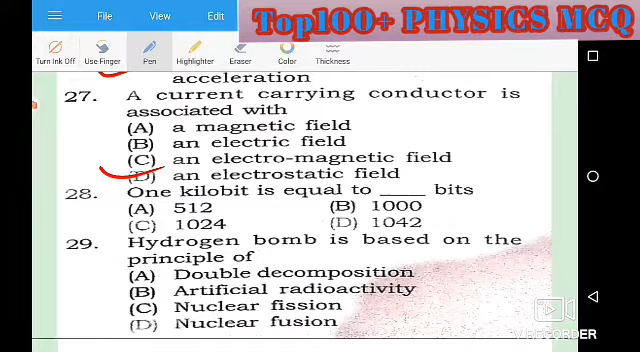 File View Edit
Top100+ PHYSICS MCQ
Turn Ink Off Use Finger Pen Highlighter Eraser Color Thickness
acceleration
27. A current carrying conductor is
associated with
(A) a magnetic field
(B) an electric field
(C) an electro-magnetic field
(D) an electrostatic field
28. One kilobit is equal to ____ bits
(A) 512 (B) 1000
(C) 1024 (D) 1042
29. Hydrogen bomb is based on the
principle of
(A) Double decomposition
(B) Artificial radioactivity
(C) Nuclear fission
(D) Nuclear fusion
V RECORDER